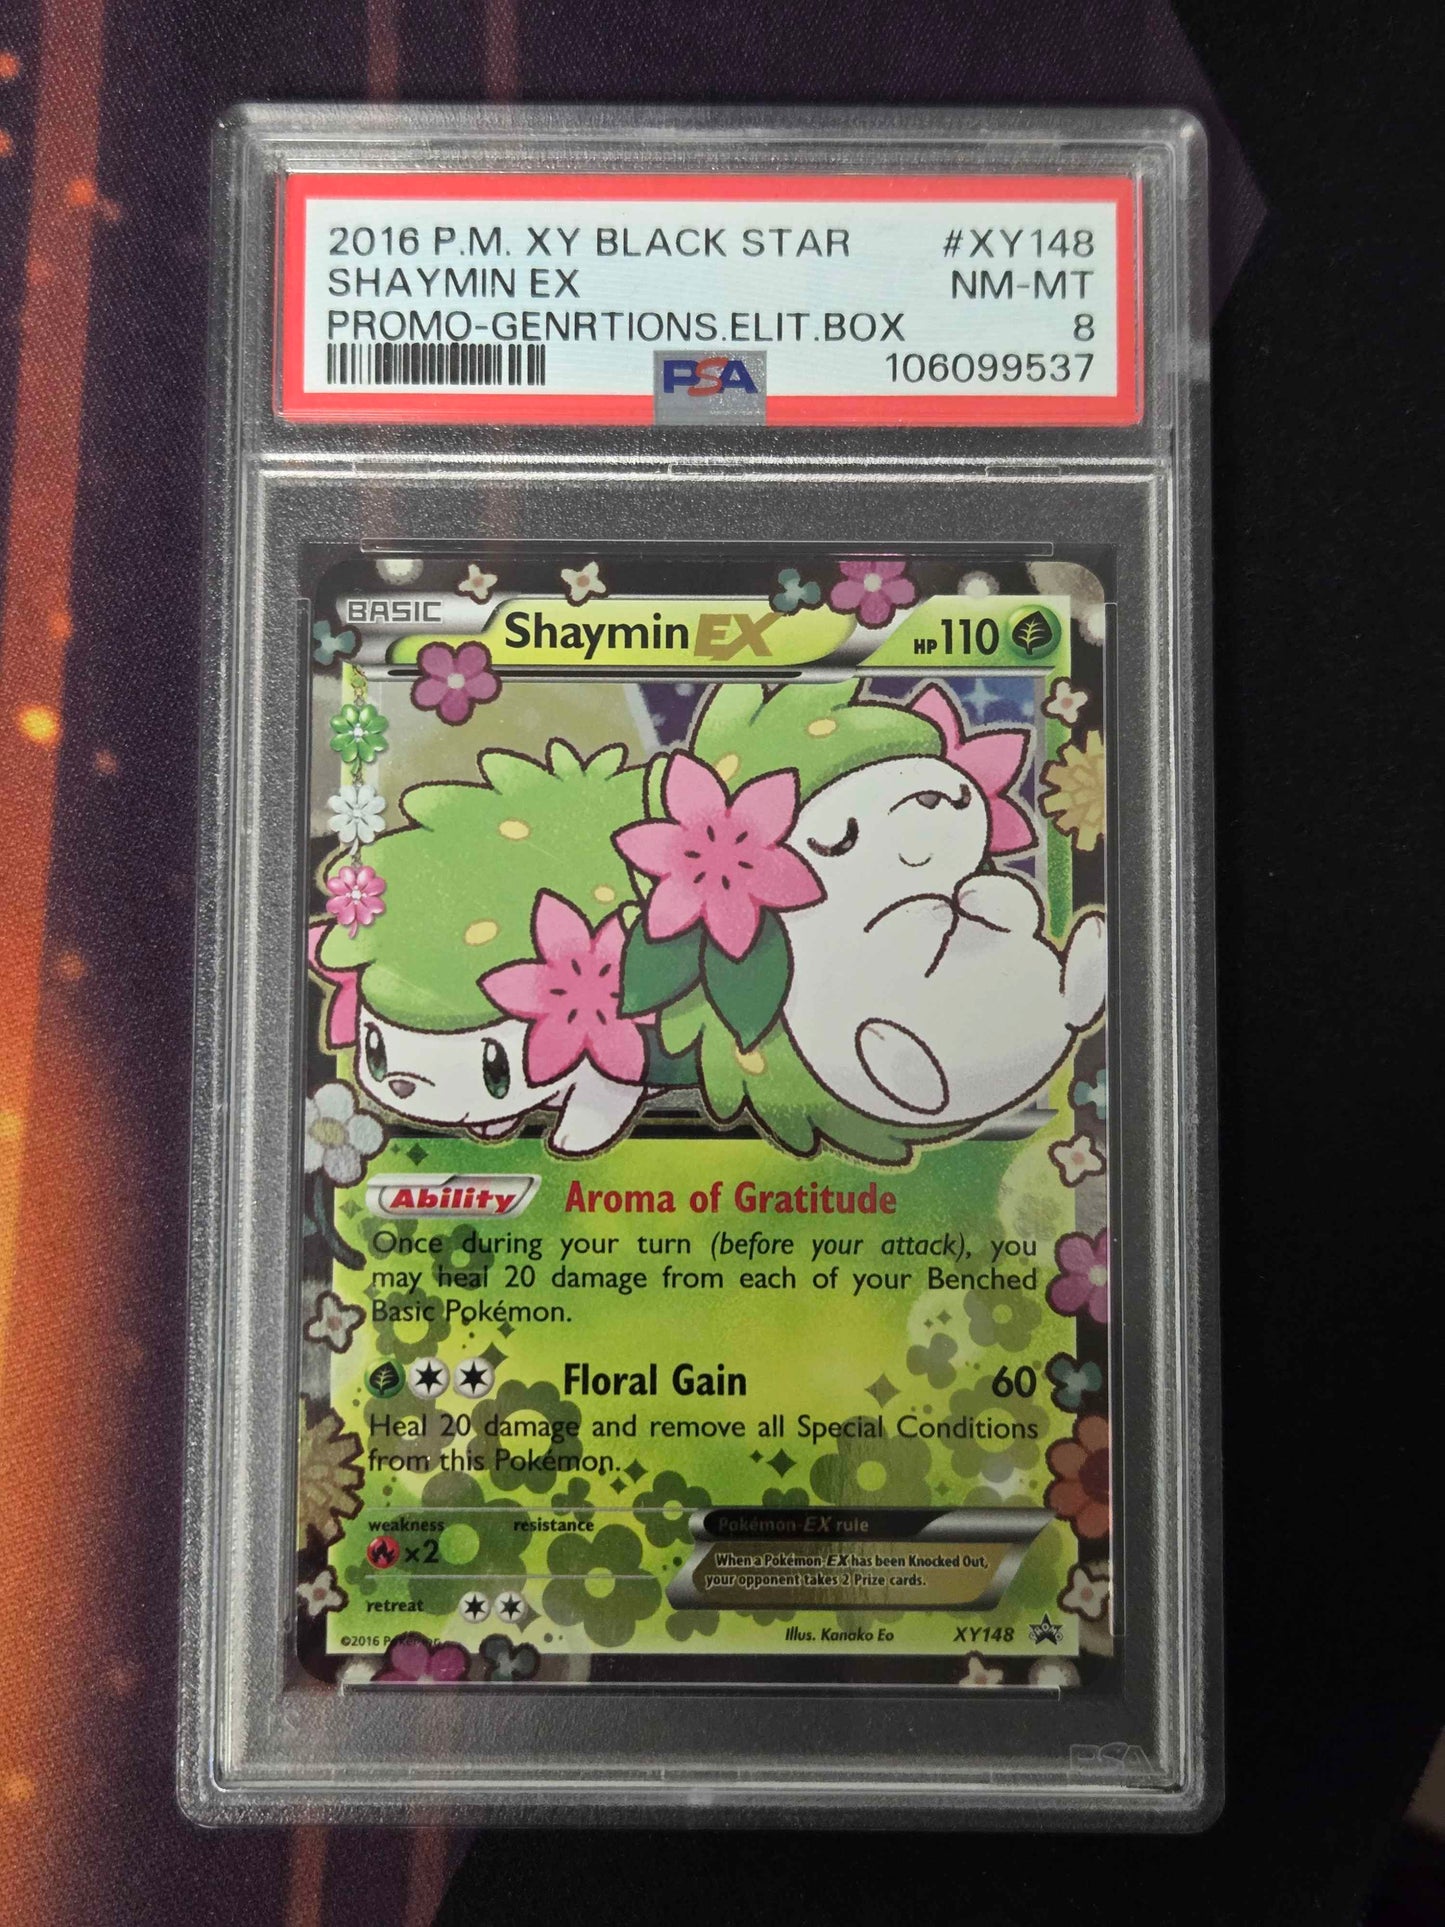 2016 P.M. XY BLACK STAR #XY148
SHAYMIN EX NM-MT
PROMO-GENRTIONS.ELIT.BOX 8
PSA 106099537
BASIC Shaymin EX HP110
Ability Aroma of Gratitude
Once during your turn (before your attack), you
may heal 20 damage from each of your Benched
Basic Pokémon.
Floral Gain 60
Heal 20 damage and remove all Special Conditions
from this Pokémon.
weakness resistance Pokémon-EX rule
×2
When a Pokémon-EX has been Knocked Out,
your opponent takes 2 Prize cards.
retreat
©2016 Pokémon Illus. Kanako Eo XY148 PROMO
PSA